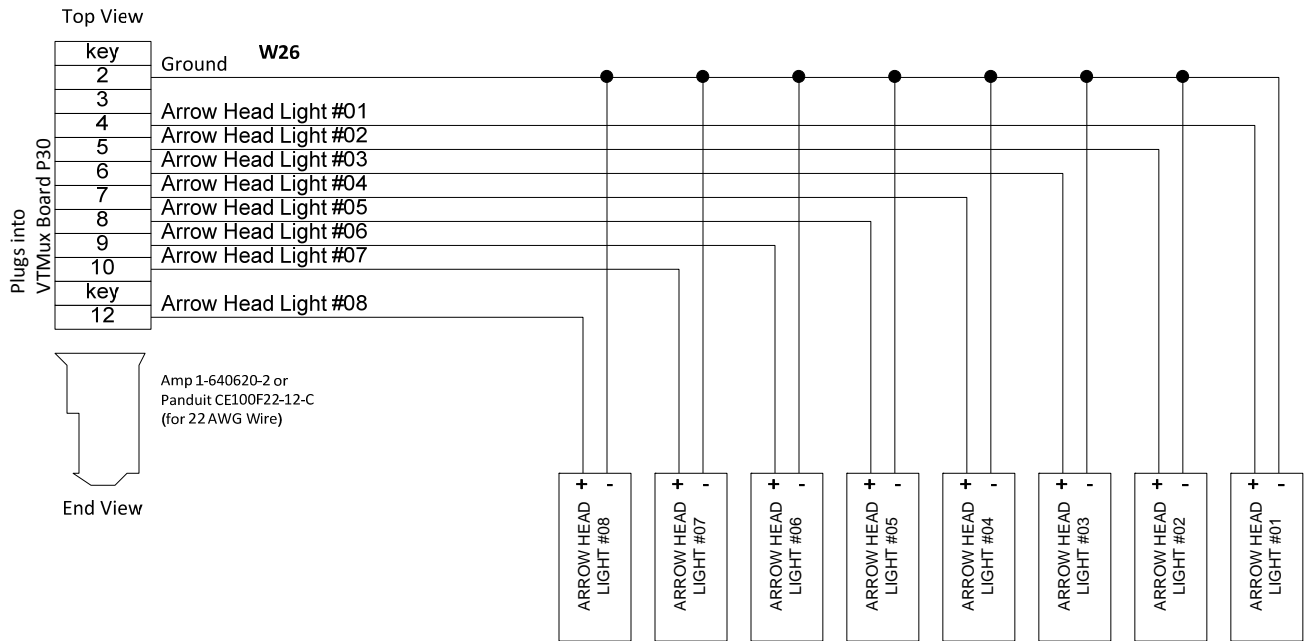 Top View
key
2
3
4
5
6
7
8
9
10
key
12
Plugs into
VTMux Board P30
Ground
W26
Arrow Head Light #01
Arrow Head Light #02
Arrow Head Light #03
Arrow Head Light #04
Arrow Head Light #05
Arrow Head Light #06
Arrow Head Light #07
Arrow Head Light #08
Amp 1-640620-2 or
Panduit CE100F22-12-C
(for 22 AWG Wire)
End View
+ -
ARROW HEAD
LIGHT #08
+ -
ARROW HEAD
LIGHT #07
+ -
ARROW HEAD
LIGHT #06
+ -
ARROW HEAD
LIGHT #05
+ -
ARROW HEAD
LIGHT #04
+ -
ARROW HEAD
LIGHT #03
+ -
ARROW HEAD
LIGHT #02
+ -
ARROW HEAD
LIGHT #01